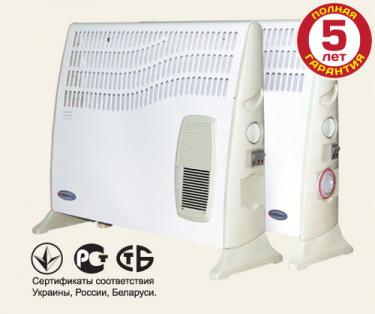 ПОЛНАЯ
5
ЛЕТ
ГАРАНТИЯ
Сертификаты соответствия
Украины, России, Беларуси.